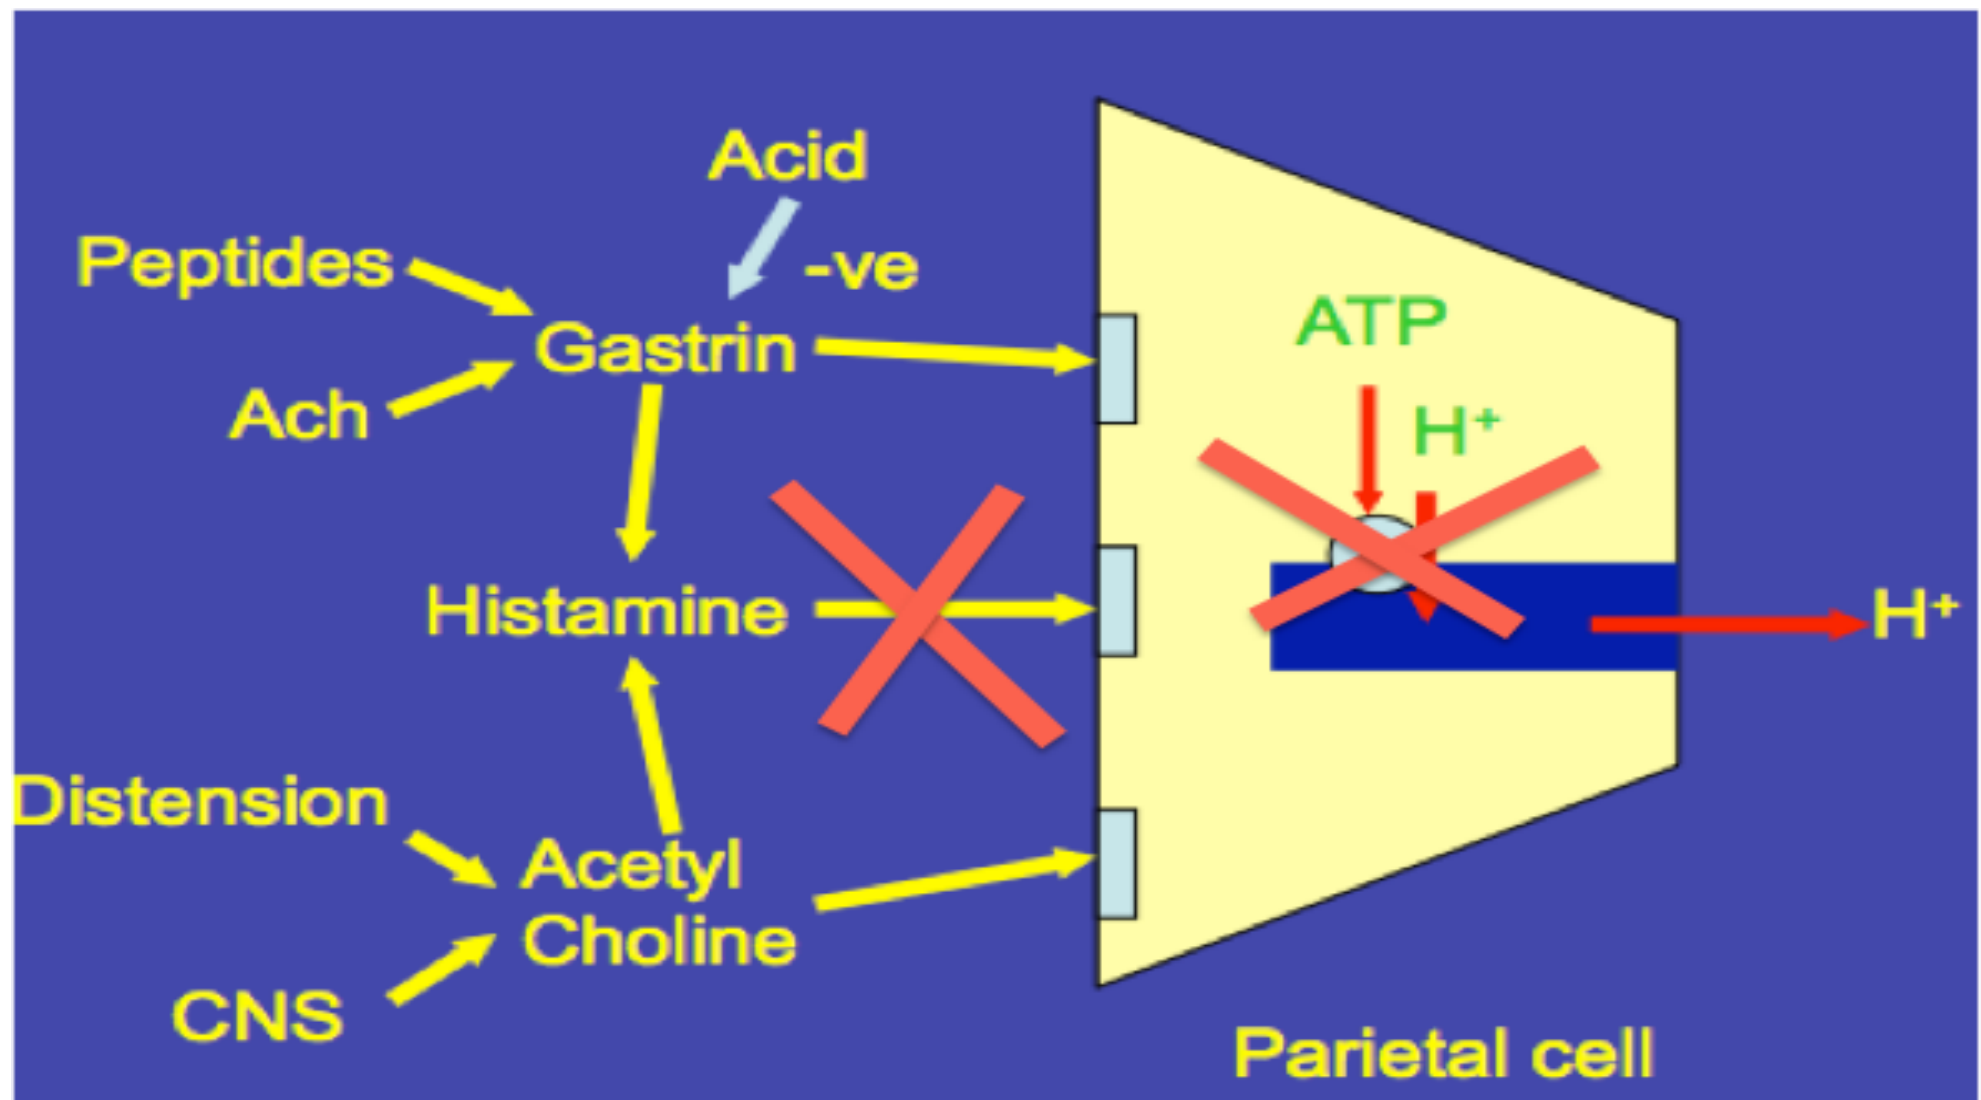 Acid
-ve
Peptides
Gastrin
Ach
Histamine
Distension
Acetyl
Choline
CNS
ATP
H⁺
H⁺
Parietal cell